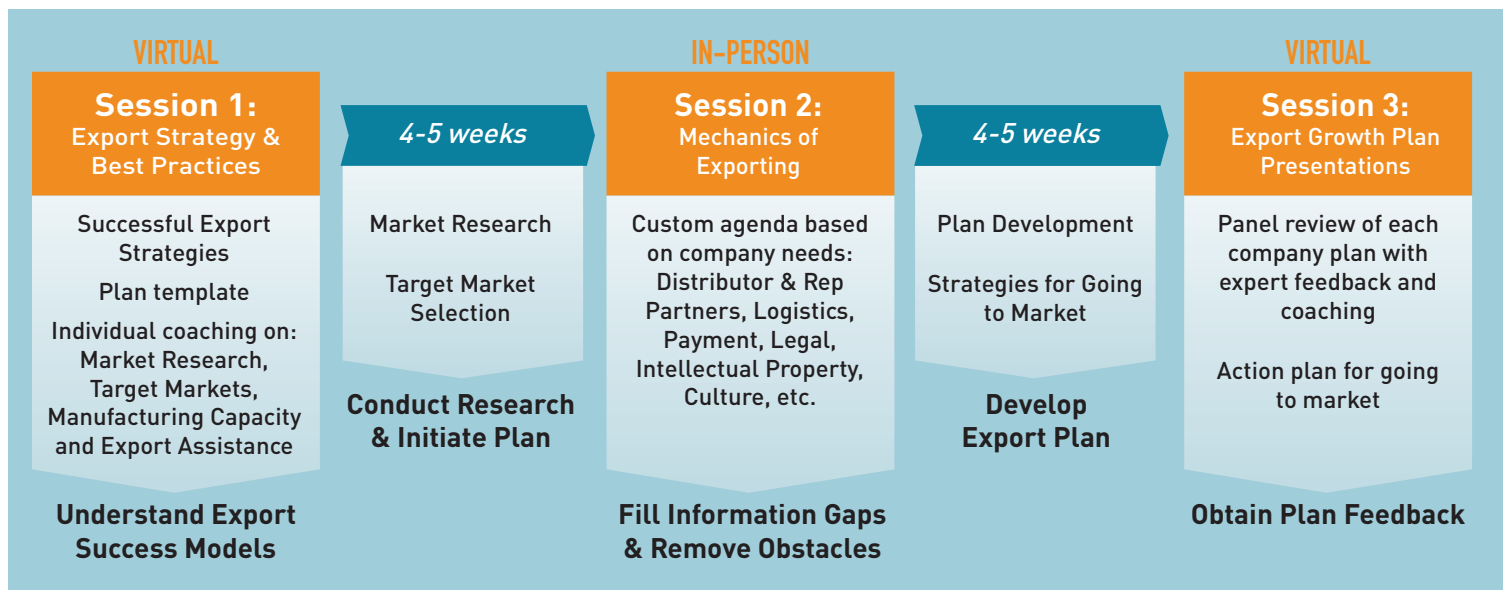 VIRTUAL
Session 1:
Export Strategy &
Best Practices
Successful Export
Strategies
Plan template
Individual coaching on:
Market Research,
Target Markets,
Manufacturing Capacity
and Export Assistance
Understand Export
Success Models
4-5 weeks
Market Research
Target Market
Selection
Conduct Research
& Initiate Plan
IN-PERSON
Session 2:
Mechanics of
Exporting
Custom agenda based
on company needs:
Distributor & Rep
Partners, Logistics,
Payment, Legal,
Intellectual Property,
Culture, etc.
Fill Information Gaps
& Remove Obstacles
4-5 weeks
Plan Development
Strategies for Going
to Market
Develop
Export Plan
VIRTUAL
Session 3:
Export Growth Plan
Presentations
Panel review of each
company plan with
expert feedback and
coaching
Action plan for going
to market
Obtain Plan Feedback